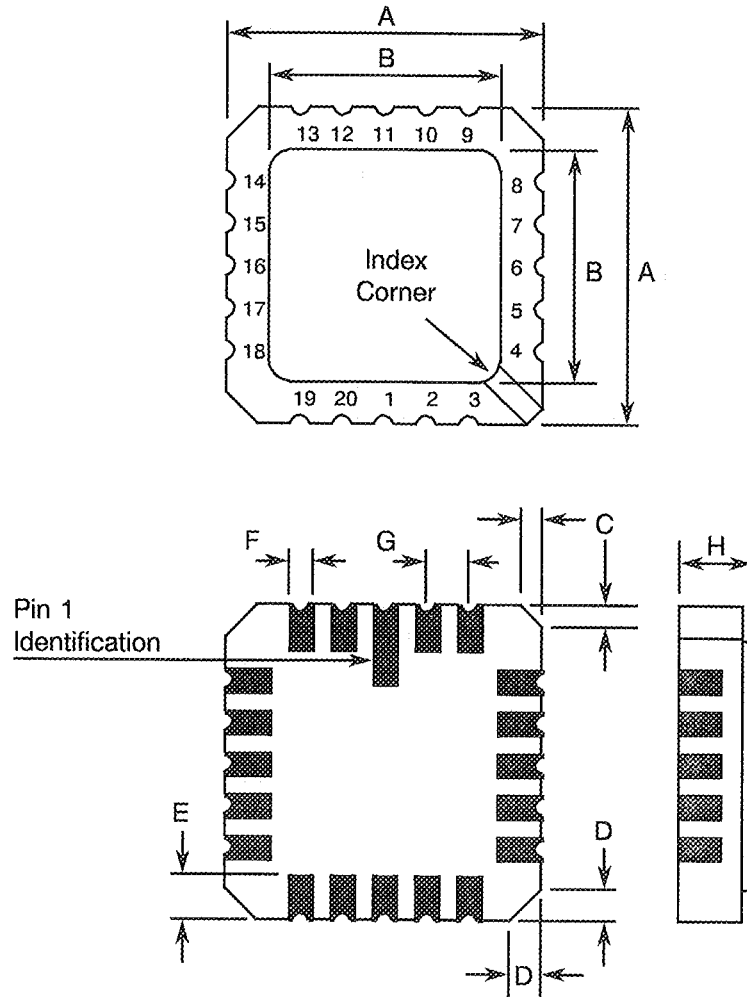 A
B
13 12 11 10 9
14 8
15 7
16 6
17 5
18 4
Index
Corner
B
A
19 20 1 2 3
F
G
C
H
Pin 1
Identification
E
D
D